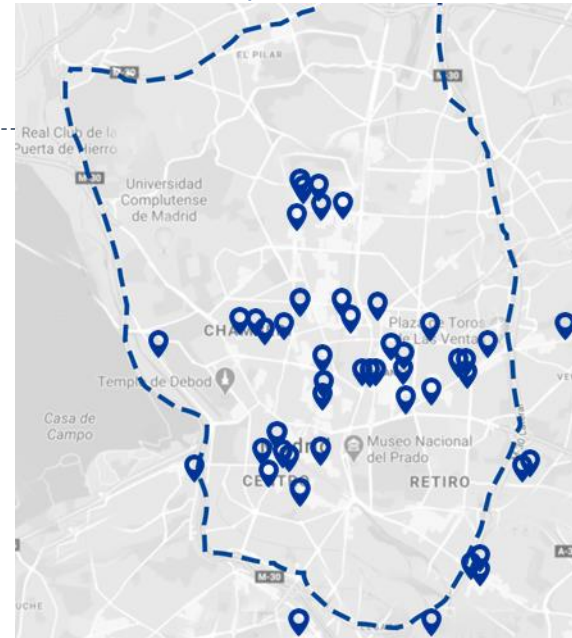 EL PILAR
M-30
M-30
Real Club de la
Puerta de Hierro
M-30
Universidad
Complutense
de Madrid
Plaza de Toros
de Las Ventas
Templo de Debod
Casa de
Campo
Museo Nacional
del Prado
CENTRO
RETIRO
M-30